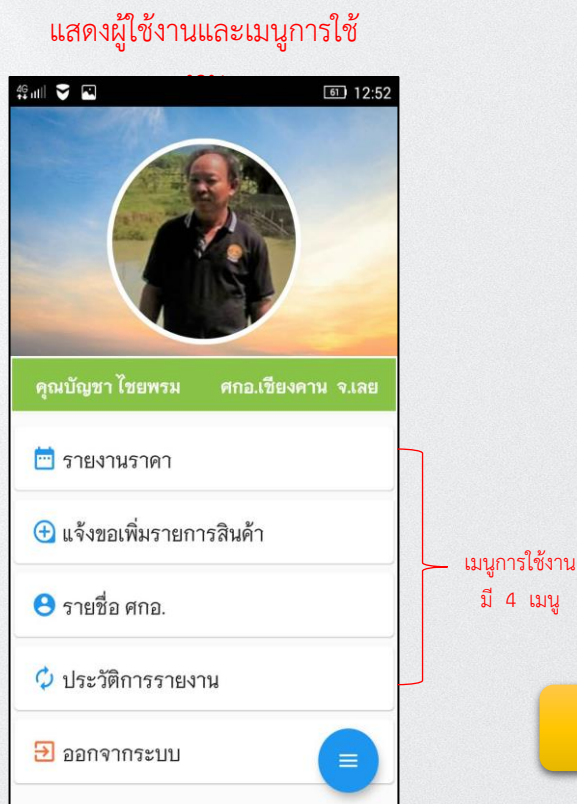 แสดงผู้ใช้งานและเมนูการใช้
4G 61 12:52
คุณบัญชา ไชยพรม ศกอ.เชียงคาน จ.เลย
รายงานราคา
แจ้งขอเพิ่มรายการสินค้า
รายชื่อ ศกอ.
ประวัติการรายงาน
ออกจากระบบ
เมนูการใช้งาน
มี 4 เมนู